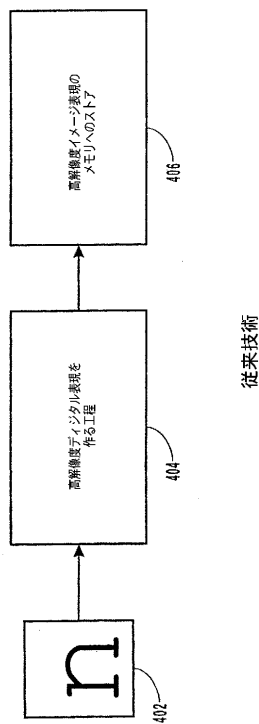 n
402
高解像度ディジタル表現を
作る工程
404
高解像度イメージ表現の
メモリへのストア
406
従来技術